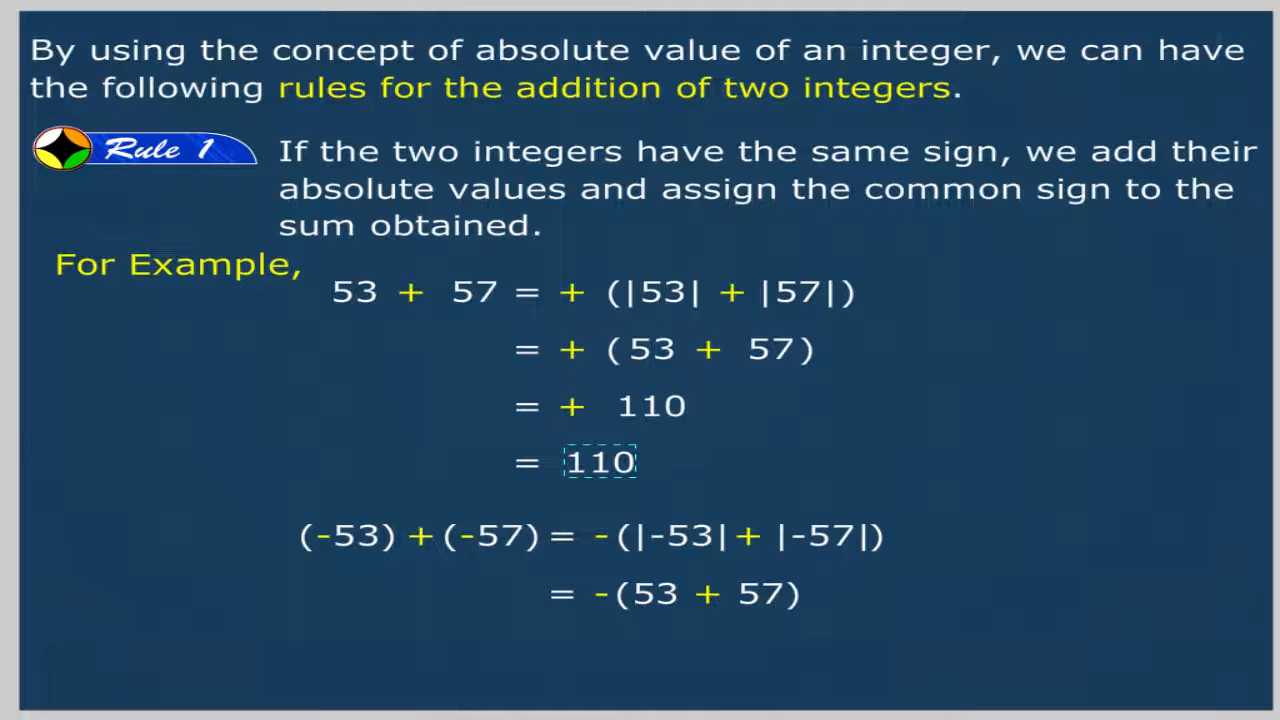 By using the concept of absolute value of an integer, we can have
the following rules for the addition of two integers.
Rule 1 If the two integers have the same sign, we add their
absolute values and assign the common sign to the
sum obtained.
For Example,
53 + 57 = + (|53| + |57|)
= + ( 53 + 57)
= + 110
= 110
(-53) + (-57) = - (|-53| + |-57|)
= -(53 + 57)